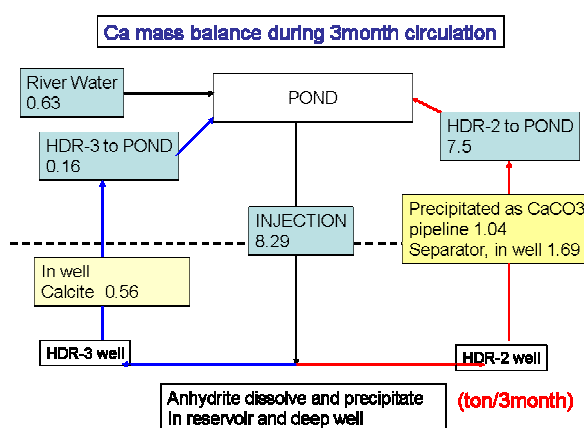 Ca mass balance during 3month circulation
River Water
0.63
POND
HDR-3 to POND
0.16
HDR-2 to POND
7.5
INJECTION
8.29
Precipitated as CaCO3
pipeline 1.04
Separator, in well 1.69
In well
Calcite 0.56
HDR-3 well
HDR-2 well
Anhydrite dissolve and precipitate
In reservoir and deep well
(ton/3month)